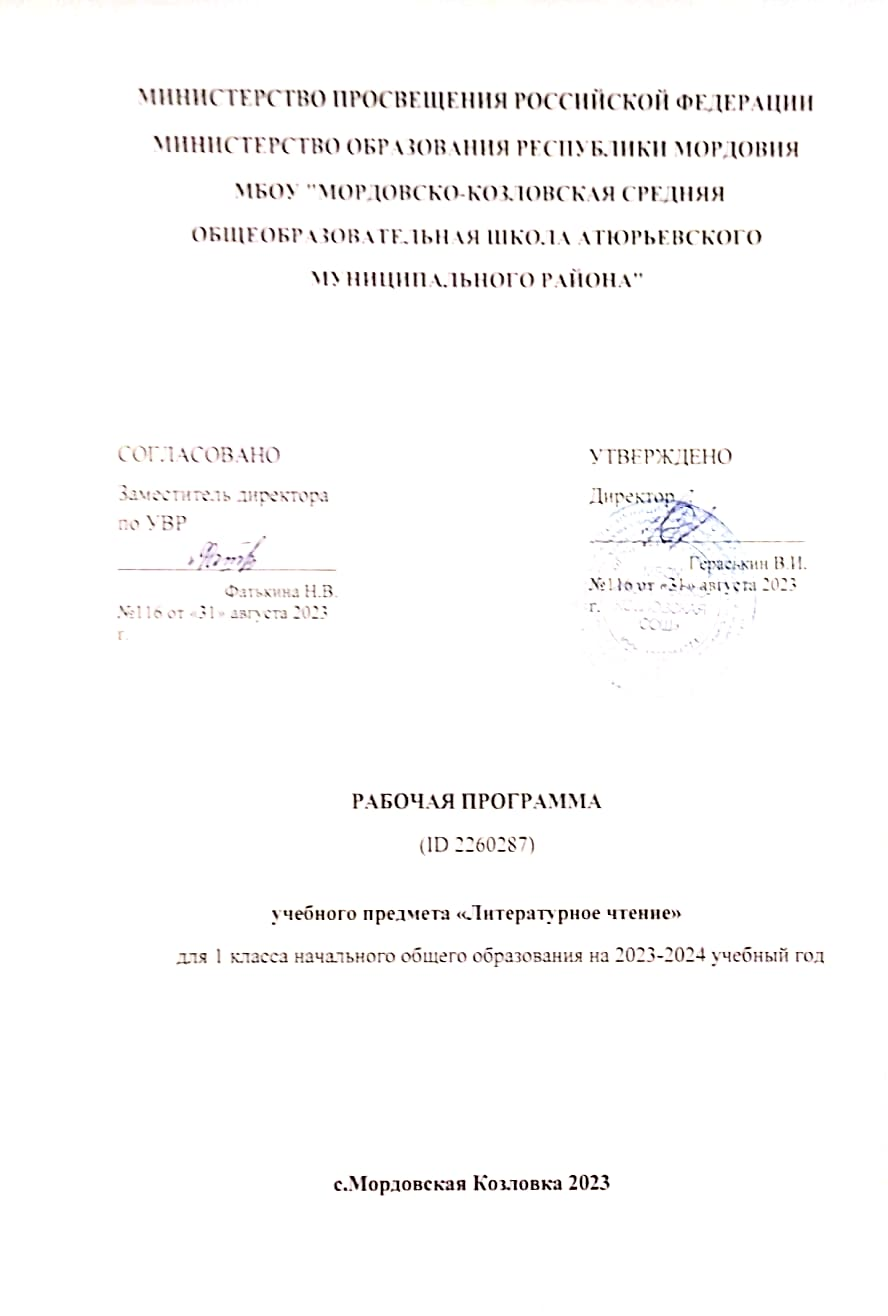 МИНИСТЕРСТВО ПРОСВЕЩЕНИЯ РОССИЙСКОЙ ФЕДЕРАЦИИ
МИНИСТЕРСТВО ОБРАЗОВАНИЯ РЕСПУБЛИКИ МОРДОВИЯ
МБОУ "МОРДОВСКО-КОЗЛОВСКАЯ СРЕДНЯЯ
ОБЩЕОБРАЗОВАТЕЛЬНАЯ ШКОЛА АТЮРЬЕВСКОГО
МУНИЦИПАЛЬНОГО РАЙОНА"
СОГЛАСОВАНО
Заместитель директора
по УВР
Фатькина Н.В.
№116 от «31» августа 2023
г.
УТВЕРЖДЕНО
Директор
Гераськин В.И.
№116 от «31» августа 2023
г.
СОШ»
РАБОЧАЯ ПРОГРАММА
(ID 2260287)
учебного предмета «Литературное чтение»
для 1 класса начального общего образования на 2023-2024 учебный год
с.Мордовская Козловка 2023